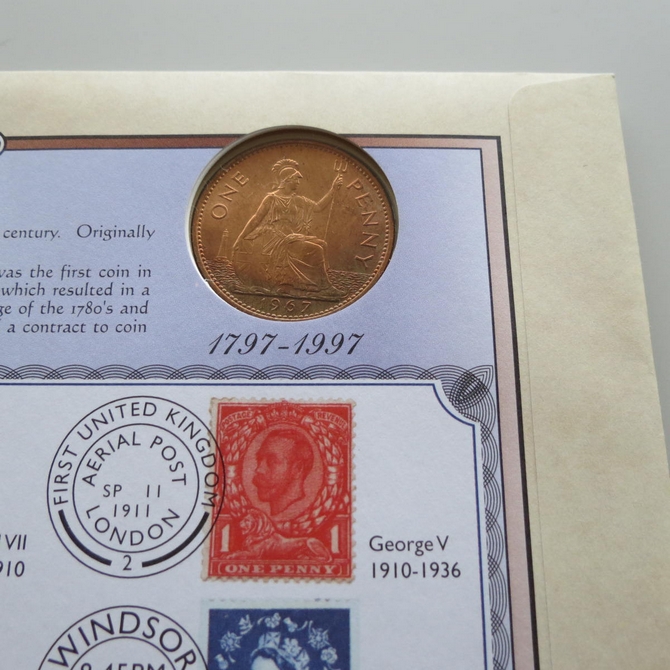 century. Originally
was the first coin in
which resulted in a
ge of the 1780's and
a contract to coin
ONE PENNY
1967
1797-1997
FIRST UNITED KINGDOM
AERIAL POST
SP 11
1911
LONDON
2
POSTAGE REVENUE
1 1
ONE PENNY
VII
910
George V
1910-1936
WINDSOR
8.45PM